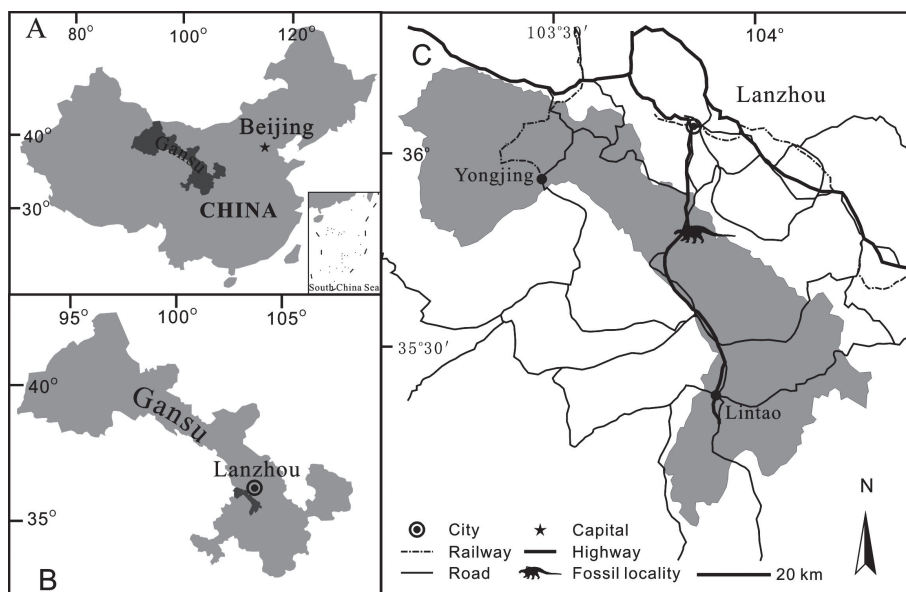 A
80°
100°
120°
40°
30°
Beijing
Gansu
CHINA
South China Sea
B
95°
100°
105°
40°
35°
Gansu
Lanzhou
C
103°30′
104°
36°
35°30′
Lanzhou
Yongjing
Lintao
N
City
Capital
Railway
Highway
Road
Fossil locality
20 km